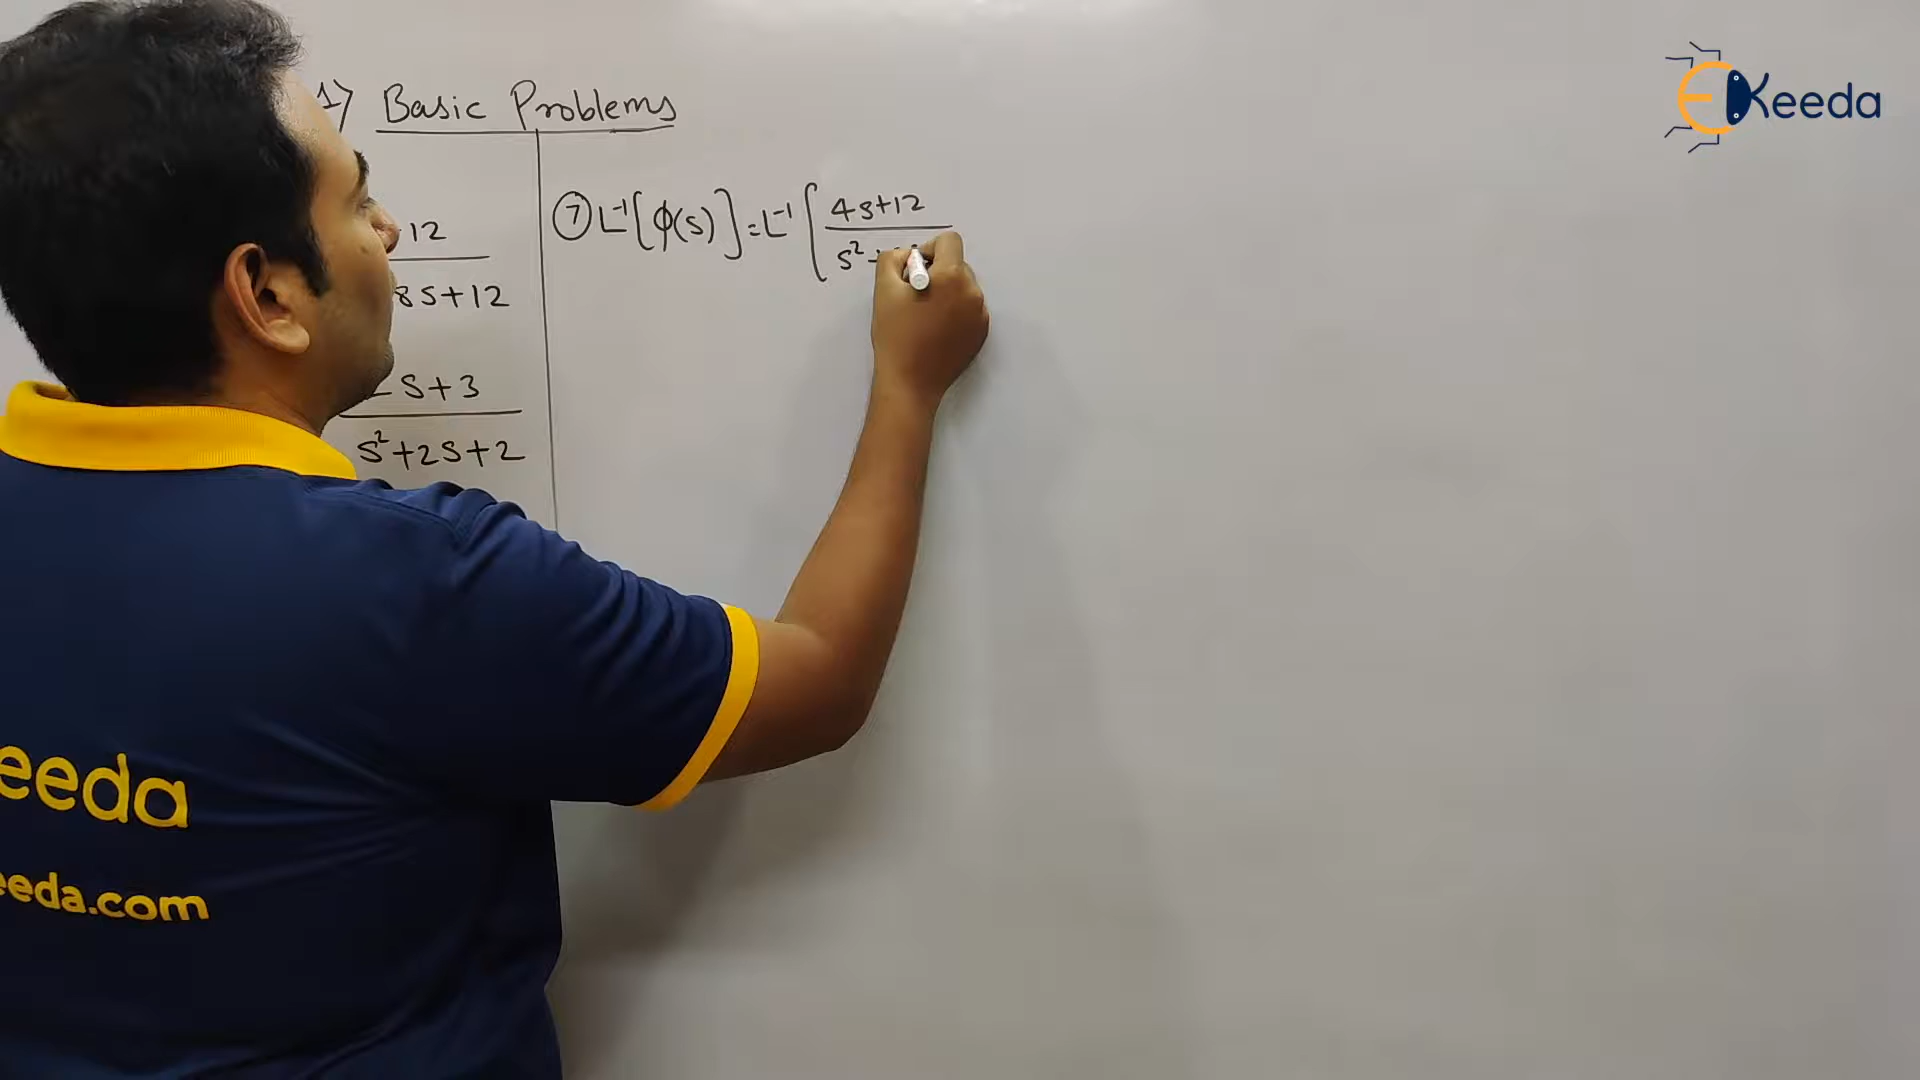 1) Basic Problems
Keeda
12
8S+12
S+3
S²+2S+2
⑦ L⁻¹[ϕ(s)] = L⁻¹[4s+12
s²+
eeda
eeda.com